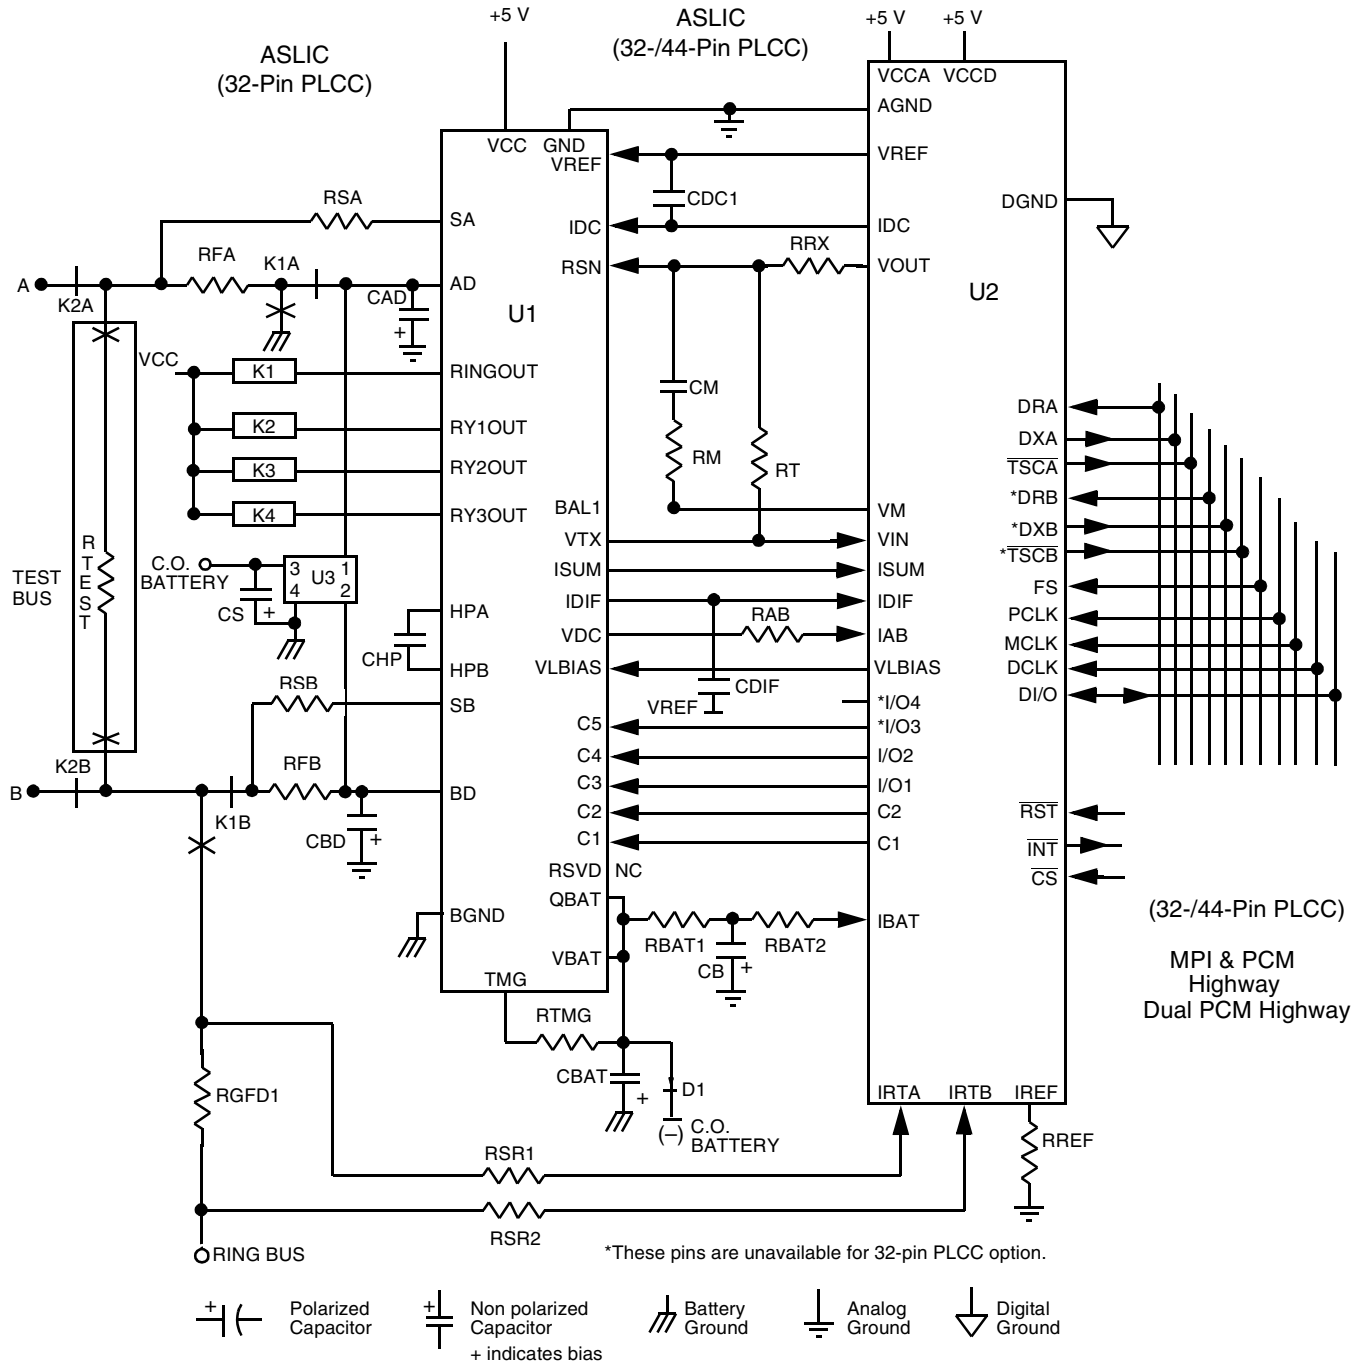 +5 V
ASLIC
(32-/44-Pin PLCC)
+5 V
+5 V
ASLIC
(32-Pin PLCC)
VCCA
VCCD
AGND
VCC
GND
VREF
VREF
CDC1
DGND
RSA
SA
IDC
IDC
RRX
RFA
K1A
RSN
VOUT
A
K2A
CAD
+
AD
U1
U2
VCC
K1
RINGOUT
CM
DRA
K2
RY1OUT
DXA
RM
RT
K3
RY2OUT
TSCA
*DRB
K4
RY3OUT
BAL1
VM
*DXB
RTEST
VTX
VIN
*TSCB
C.O.
BATTERY
3
1
U3
4
2
TEST
BUS
ISUM
ISUM
FS
CS
+
HPA
IDIF
IDIF
PCLK
RAB
VDC
IAB
MCLK
CHP
HPB
VLBIAS
VLBIAS
DCLK
CDIF
RSB
SB
VREF
*I/O4
DI/O
C5
*I/O3
K2B
RFB
C4
I/O2
B
BD
C3
I/O1
K1B
C2
C2
RST
CBD
+
C1
C1
INT
RSVD
NC
CS
QBAT
BGND
(32-/44-Pin PLCC)
IBAT
RBAT1
RBAT2
VBAT
CB
+
MPI & PCM
Highway
Dual PCM Highway
TMG
RTMG
CBAT
+
D1
RGFD1
IRTA
IRTB
IREF
(–)
C.O.
BATTERY
RREF
RSR1
RSR2
RING BUS
*These pins are unavailable for 32-pin PLCC option.
+
Polarized
Capacitor
+
Non polarized
Capacitor
+ indicates bias
Battery
Ground
Analog
Ground
Digital
Ground